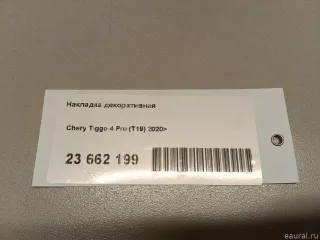 Накладка декоративная
Chery Tiggo 4 Pro (T19) 2020>
23 662 199
eaural.ru